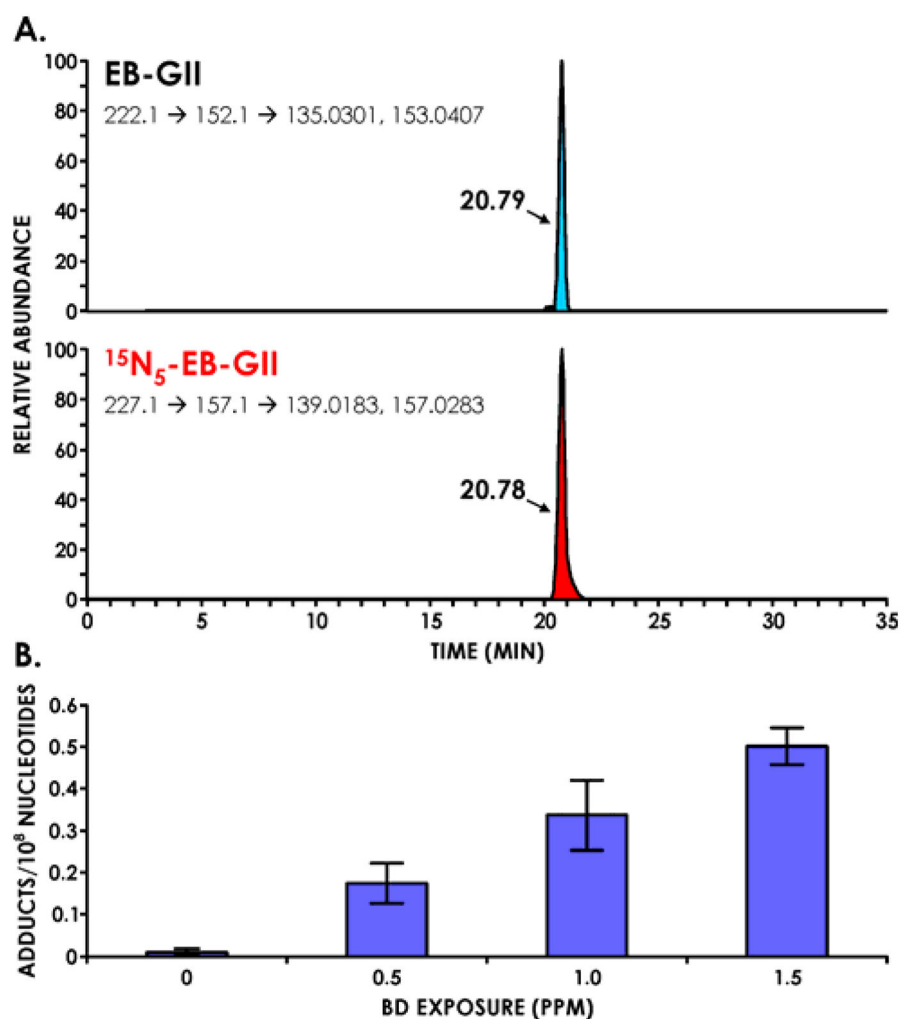 A.
EB-GII
222.1 → 152.1 → 135.0301, 153.0407
100
80
60
40
20
0
20.79
RELATIVE ABUNDANCE
¹⁵N₅-EB-GII
227.1 → 157.1 → 139.0183, 157.0283
100
80
60
40
20
0
20.78
0 5 10 15 20 25 30 35
TIME (MIN)
B.
0.6
0.5
0.4
0.3
0.2
0.1
0
ADDUCTS/10⁸ NUCLEOTIDES
0 0.5 1.0 1.5
BD EXPOSURE (PPM)